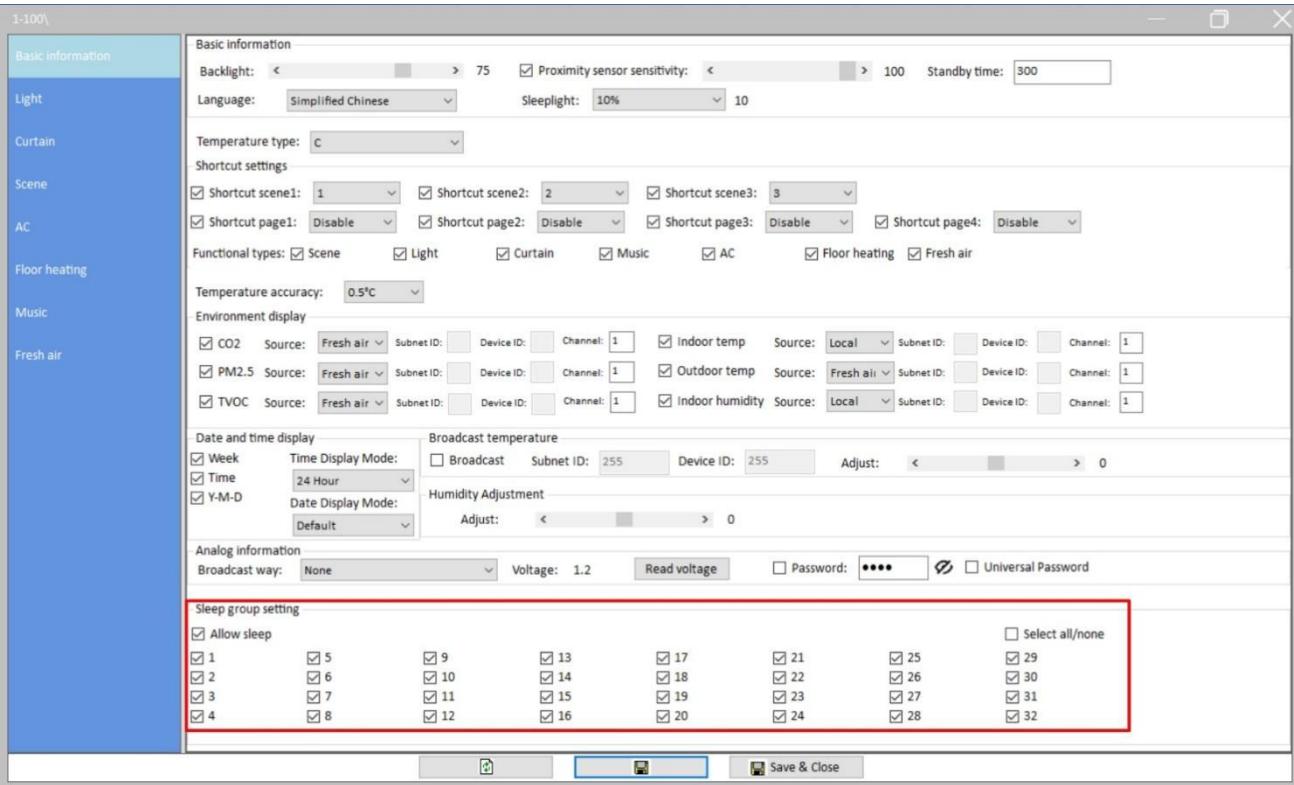 1-100\
Basic information
Light
Curtain
Scene
AC
Floor heating
Music
Fresh air
Basic information
Backlight: < > 75 Proximity sensor sensitivity: < > 100 Standby time: 300
Language: Simplified Chinese Sleeplight: 10% 10
Temperature type: C
Shortcut settings
Shortcut scene1: 1 Shortcut scene2: 2 Shortcut scene3: 3
Shortcut page1: Disable Shortcut page2: Disable Shortcut page3: Disable Shortcut page4: Disable
Functional types: Scene Light Curtain Music AC Floor heating Fresh air
Temperature accuracy: 0.5°C
Environment display
CO2 Source: Fresh air Subnet ID: Device ID: Channel: 1 Indoor temp Source: Local Subnet ID: Device ID: Channel: 1
PM2.5 Source: Fresh air Subnet ID: Device ID: Channel: 1 Outdoor temp Source: Fresh air Subnet ID: Device ID: Channel: 1
TVOC Source: Fresh air Subnet ID: Device ID: Channel: 1 Indoor humidity Source: Local Subnet ID: Device ID: Channel: 1
Date and time display
Week Time Display Mode:
Time 24 Hour
Y-M-D Date Display Mode:
Default
Broadcast temperature
Broadcast Subnet ID: 255 Device ID: 255 Adjust: < > 0
Humidity Adjustment
Adjust: < > 0
Analog information
Broadcast way: None Voltage: 1.2 Read voltage Password: •••• Universal Password
Sleep group setting
Allow sleep Select all/none
1 5 9 13 17 21 25 29
2 6 10 14 18 22 26 30
3 7 11 15 19 23 27 31
4 8 12 16 20 24 28 32
Save & Close